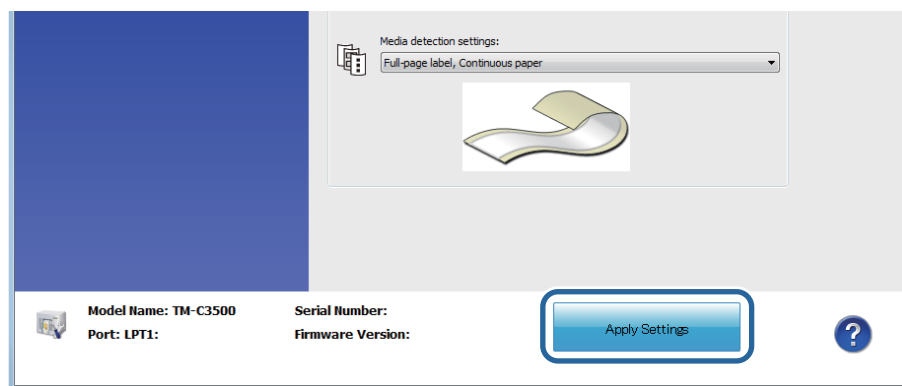 Media detection settings:
Full-page label, Continuous paper
Model Name: TM-C3500
Serial Number:
Port: LPT1:
Firmware Version:
Apply Settings
?